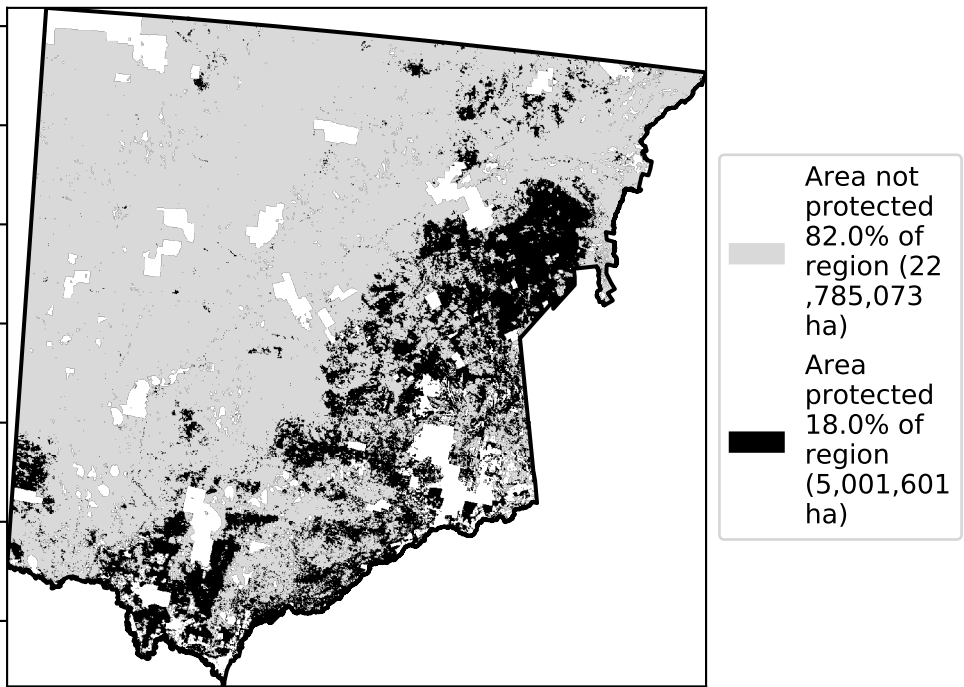 Area not
protected
82.0% of
region (22
,785,073
ha)
Area
protected
18.0% of
region
(5,001,601
ha)